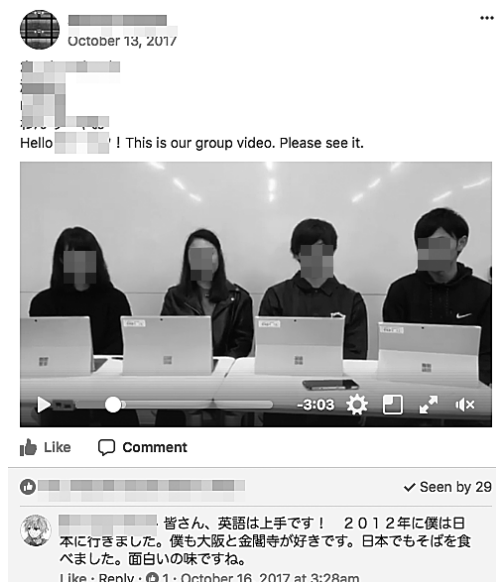 October 13, 2017
Hello ! This is our group video. Please see it.
-3:03
Like Comment
Seen by 29
皆さん、英語は上手です！　２０１２年に僕は日
本に行きました。僕も大阪と金閣寺が好きです。日本でもそばを食
べました。面白いの味ですね。
Like · Reply · 1 · October 16, 2017 at 3:28am